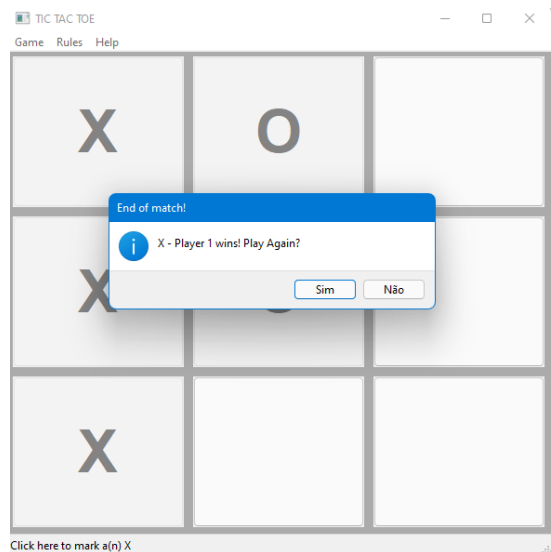 TIC TAC TOE
Game Rules Help
X O
End of match!
X - Player 1 wins! Play Again?
Sim Não
X O
X
Click here to mark a(n) X